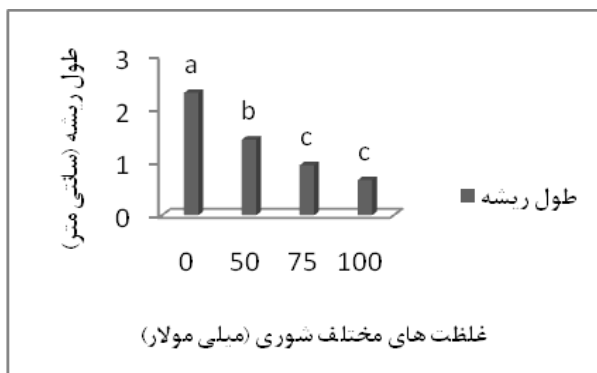 طول ریشه (سانتی متر)
3
2
1
0
a
b
c
c
0 50 75 100
طول ریشه
غلظت های مختلف شوری (میلی مولار)